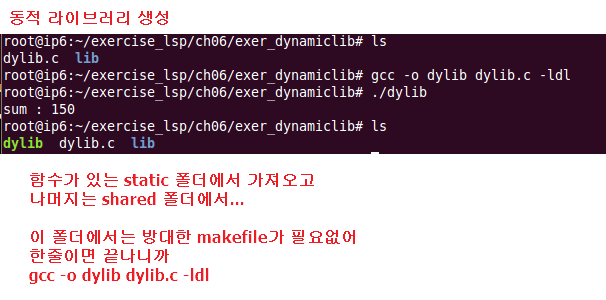 동적 라이브러리 생성
root@ip6:~/exercise_lsp/ch06/exer_dynamiclib# ls
dylib.c lib
root@ip6:~/exercise_lsp/ch06/exer_dynamiclib# gcc -o dylib dylib.c -ldl
root@ip6:~/exercise_lsp/ch06/exer_dynamiclib# ./dylib
sum : 150
root@ip6:~/exercise_lsp/ch06/exer_dynamiclib# ls
dylib dylib.c lib
함수가 있는 static 폴더에서 가져오고
나머지는 shared 폴더에서...
이 폴더에서는 방대한 makefile가 필요없어
한줄이면 끝나니까
gcc -o dylib dylib.c -ldl